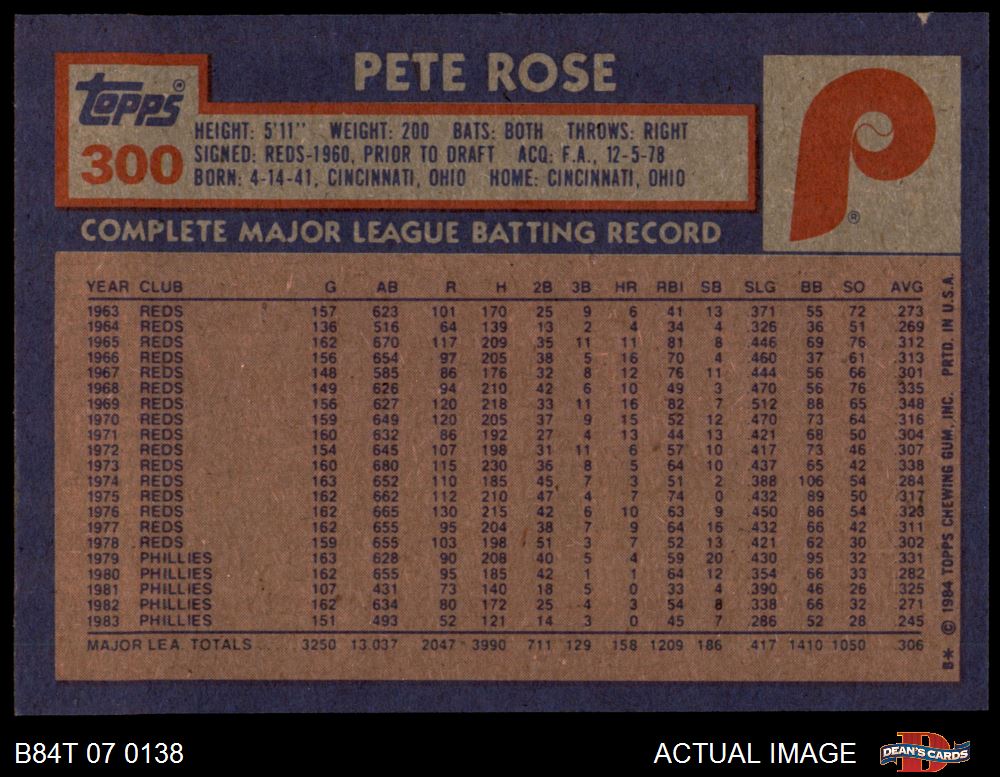 PETE ROSE
Topps®
300
HEIGHT: 5'11" WEIGHT: 200 BATS: BOTH THROWS: RIGHT
SIGNED: REDS-1960, PRIOR TO DRAFT ACQ: F.A., 12-5-78
BORN: 4-14-41, CINCINNATI, OHIO HOME: CINCINNATI, OHIO
P®
COMPLETE MAJOR LEAGUE BATTING RECORD
YEAR CLUB G AB R H 2B 3B HR RBI SB SLG BB SO AVG
1963 REDS 157 623 101 170 25 9 6 41 13 .371 55 72 .273
1964 REDS 136 516 64 139 13 2 4 34 4 .326 36 51 .269
1965 REDS 162 670 117 209 35 11 11 81 8 .446 69 76 .312
1966 REDS 156 654 97 205 38 5 16 70 4 .460 37 61 .313
1967 REDS 148 585 86 176 32 8 12 76 11 .444 56 66 .301
1968 REDS 149 626 94 210 42 6 10 49 3 .470 56 76 .335
1969 REDS 156 627 120 218 33 11 16 82 7 .512 88 65 .348
1970 REDS 159 649 120 205 37 9 15 52 12 .470 73 64 .316
1971 REDS 160 632 86 192 27 4 13 44 13 .421 68 50 .304
1972 REDS 154 645 107 198 31 11 6 57 10 .417 73 46 .307
1973 REDS 160 680 115 230 36 8 5 64 10 .437 65 42 .338
1974 REDS 163 652 110 185 45 7 3 51 2 .388 106 54 .284
1975 REDS 162 662 112 210 47 4 7 74 0 .432 89 50 .317
1976 REDS 162 665 130 215 42 6 10 63 9 .450 86 54 .323
1977 REDS 162 655 95 204 38 7 9 64 16 .432 66 42 .311
1978 REDS 159 655 103 198 51 3 7 52 13 .421 62 30 .302
1979 PHILLIES 163 628 90 208 40 5 4 59 20 .430 95 32 .331
1980 PHILLIES 162 655 95 185 42 1 1 64 12 .354 66 33 .282
1981 PHILLIES 107 431 73 140 18 5 0 33 4 .390 46 26 .325
1982 PHILLIES 162 634 80 172 25 4 3 54 8 .338 66 32 .271
1983 PHILLIES 151 493 52 121 14 3 0 45 7 .286 52 28 .245
MAJOR LEA. TOTALS 3250 13,037 2047 3990 711 129 158 1209 186 .417 1410 1050 .306
B* © 1984 TOPPS CHEWING GUM, INC. PRTD. IN U.S.A.
B84T 07 0138
ACTUAL IMAGE
D
DEAN'S CARDS